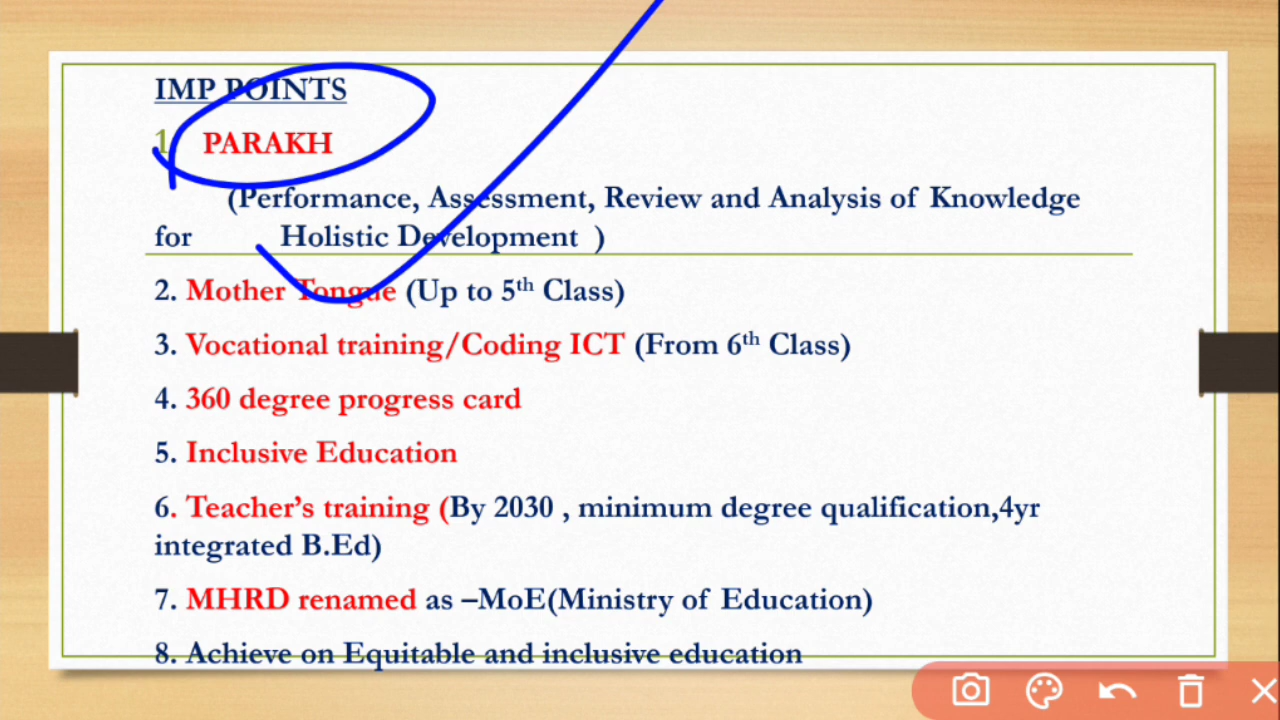 IMP POINTS
1. PARAKH
(Performance, Assessment, Review and Analysis of Knowledge
for Holistic Development )
2. Mother Tongue (Up to 5th Class)
3. Vocational training/Coding ICT (From 6th Class)
4. 360 degree progress card
5. Inclusive Education
6. Teacher's training (By 2030 , minimum degree qualification,4yr
integrated B.Ed)
7. MHRD renamed as –MoE(Ministry of Education)
8. Achieve on Equitable and inclusive education